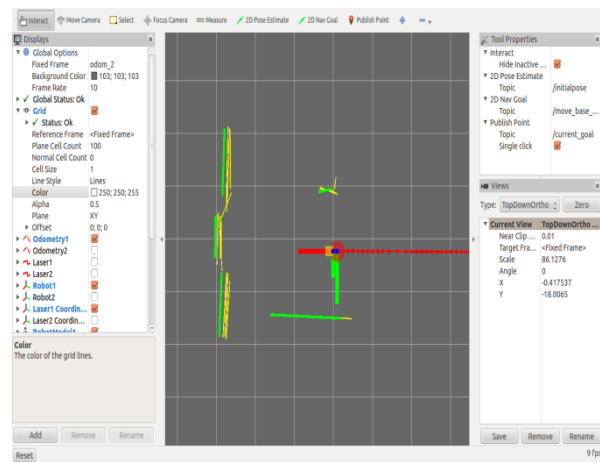 Interact Move Camera Select Focus Camera Measure 2D Pose Estimate 2D Nav Goal Publish Point
Displays
Global Options
Fixed Frame odom_2
Background Color 103; 103; 103
Frame Rate 10
Global Status: Ok
Grid
Status: Ok
Reference Frame <Fixed Frame>
Plane Cell Count 100
Normal Cell Count 0
Cell Size 1
Line Style Lines
Color 250; 250; 255
Alpha 0.5
Plane XY
Offset 0; 0; 0
Odometry1
Odometry2
Laser1
Laser2
Robot1
Robot2
Laser1 Coordin...
Laser2 Coordin...
RobotModel1
Color
The color of the grid lines.
Add Remove Rename
Reset
Tool Properties
Interact
Hide Inactive ...
2D Pose Estimate
Topic /initialpose
2D Nav Goal
Topic /move_base_...
Publish Point
Topic /current_goal
Single click
Views
Type: TopDownOrtho Zero
Current View TopDownOrtho ...
Near Clip ... 0.01
Target Fra... <Fixed Frame>
Scale 86.1276
Angle 0
X -0.417537
Y -18.0065
Save Remove Rename
9 fps